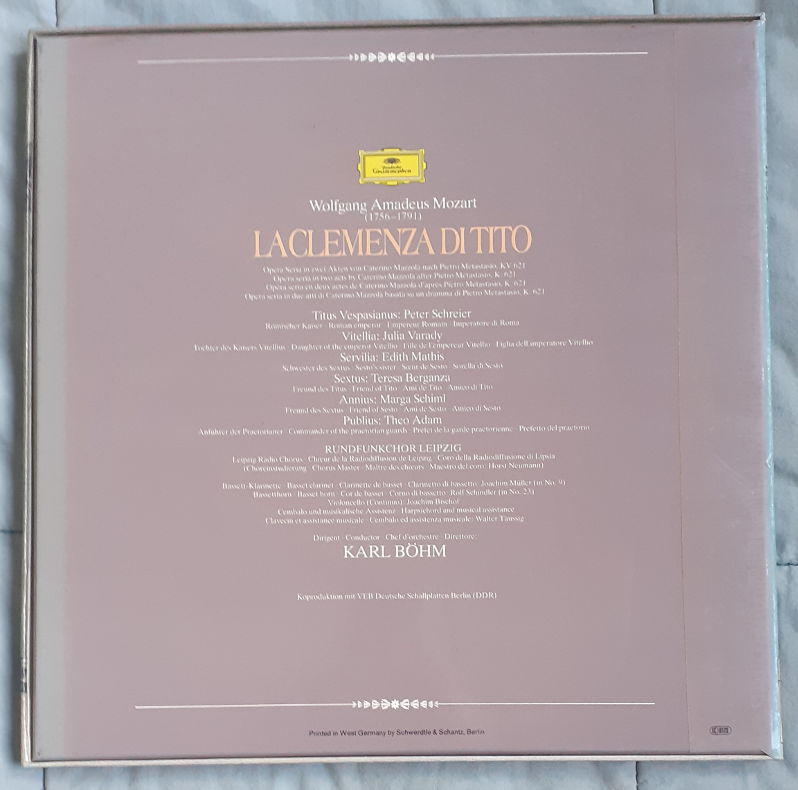 Deutsche
Grammophon
Wolfgang Amadeus Mozart
(1756–1791)
LA CLEMENZA DI TITO
Opera Seria in zwei Akten von Caterino Mazzolà nach Pietro Metastasio, KV 621
Opera seria in two acts by Caterino Mazzolà after Pietro Metastasio, K. 621
Opera seria en deux actes de Caterino Mazzolà d'après Pietro Metastasio, K. 621
Opera seria in due atti di Caterino Mazzolà basata su un dramma di Pietro Metastasio, K. 621
Titus Vespasianus: Peter Schreier
Römischer Kaiser · Roman emperor · Empereur Romain · Imperatore di Roma
Vitellia: Julia Varady
Tochter des Kaisers Vitellius · Daughter of the emperor Vitellio · Fille de l'empereur Vitellio · Figlia dell'imperatore Vitellio
Servilia: Edith Mathis
Schwester des Sextus · Sesto's sister · Sœur de Sesto · Sorella di Sesto
Sextus: Teresa Berganza
Freund des Titus · Friend of Tito · Ami de Tito · Amico di Tito
Annius: Marga Schiml
Freund des Sextus · Friend of Sesto · Ami de Sesto · Amico di Sesto
Publius: Theo Adam
Anführer der Praetorianer · Commander of the praetorian guards · Préfet de la garde prétorienne · Prefetto del pretorio
RUNDFUNKCHOR LEIPZIG
Leipzig Radio Chorus · Chœur de la Radiodiffusion de Leipzig · Coro della Radiodiffusione di Lipsia
(Choreinstudierung · Chorus Master · Maître des chœurs · Maestro del coro: Horst Neumann)
Bassett-Klarinette · Basset clarinet · Clarinette de basset · Clarinetto di bassetto: Joachim Müller (in No. 9)
Bassetthorn · Basset horn · Cor de basset · Corno di bassetto: Rolf Schindler (in No. 23)
Violoncello (Continuo): Joachim Bischof
Cembalo und musikalische Assistenz · Harpsichord and musical assistance
Clavecin et assistance musicale · Cembalo ed assistenza musicale: Walter Taussig
Dirigent · Conductor · Chef d'orchestre · Direttore:
KARL BÖHM
Koproduktion mit VEB Deutsche Schallplatten Berlin (DDR)
Printed in West Germany by Schwerdtle & Schantz, Berlin